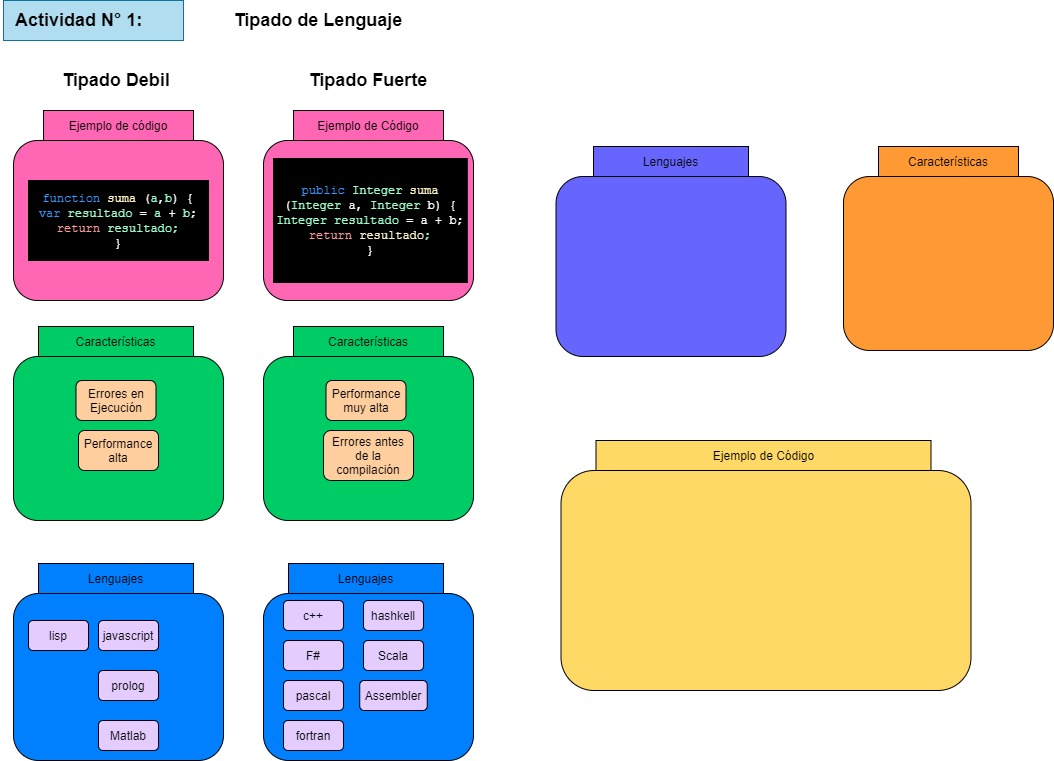 Actividad N° 1:
Tipado de Lenguaje
Tipado Debil
Tipado Fuerte
Ejemplo de código
function suma (a,b) {
var resultado = a + b;
return resultado;
}
Ejemplo de Código
public Integer suma
(Integer a, Integer b) {
Integer resultado = a + b;
return resultado;
}
Características
Errores en
Ejecución
Performance
alta
Características
Performance
muy alta
Errores antes
de la
compilación
Lenguajes
lisp
javascript
prolog
Matlab
Lenguajes
c++
hashkell
F#
Scala
pascal
Assembler
fortran
Lenguajes
Características
Ejemplo de Código